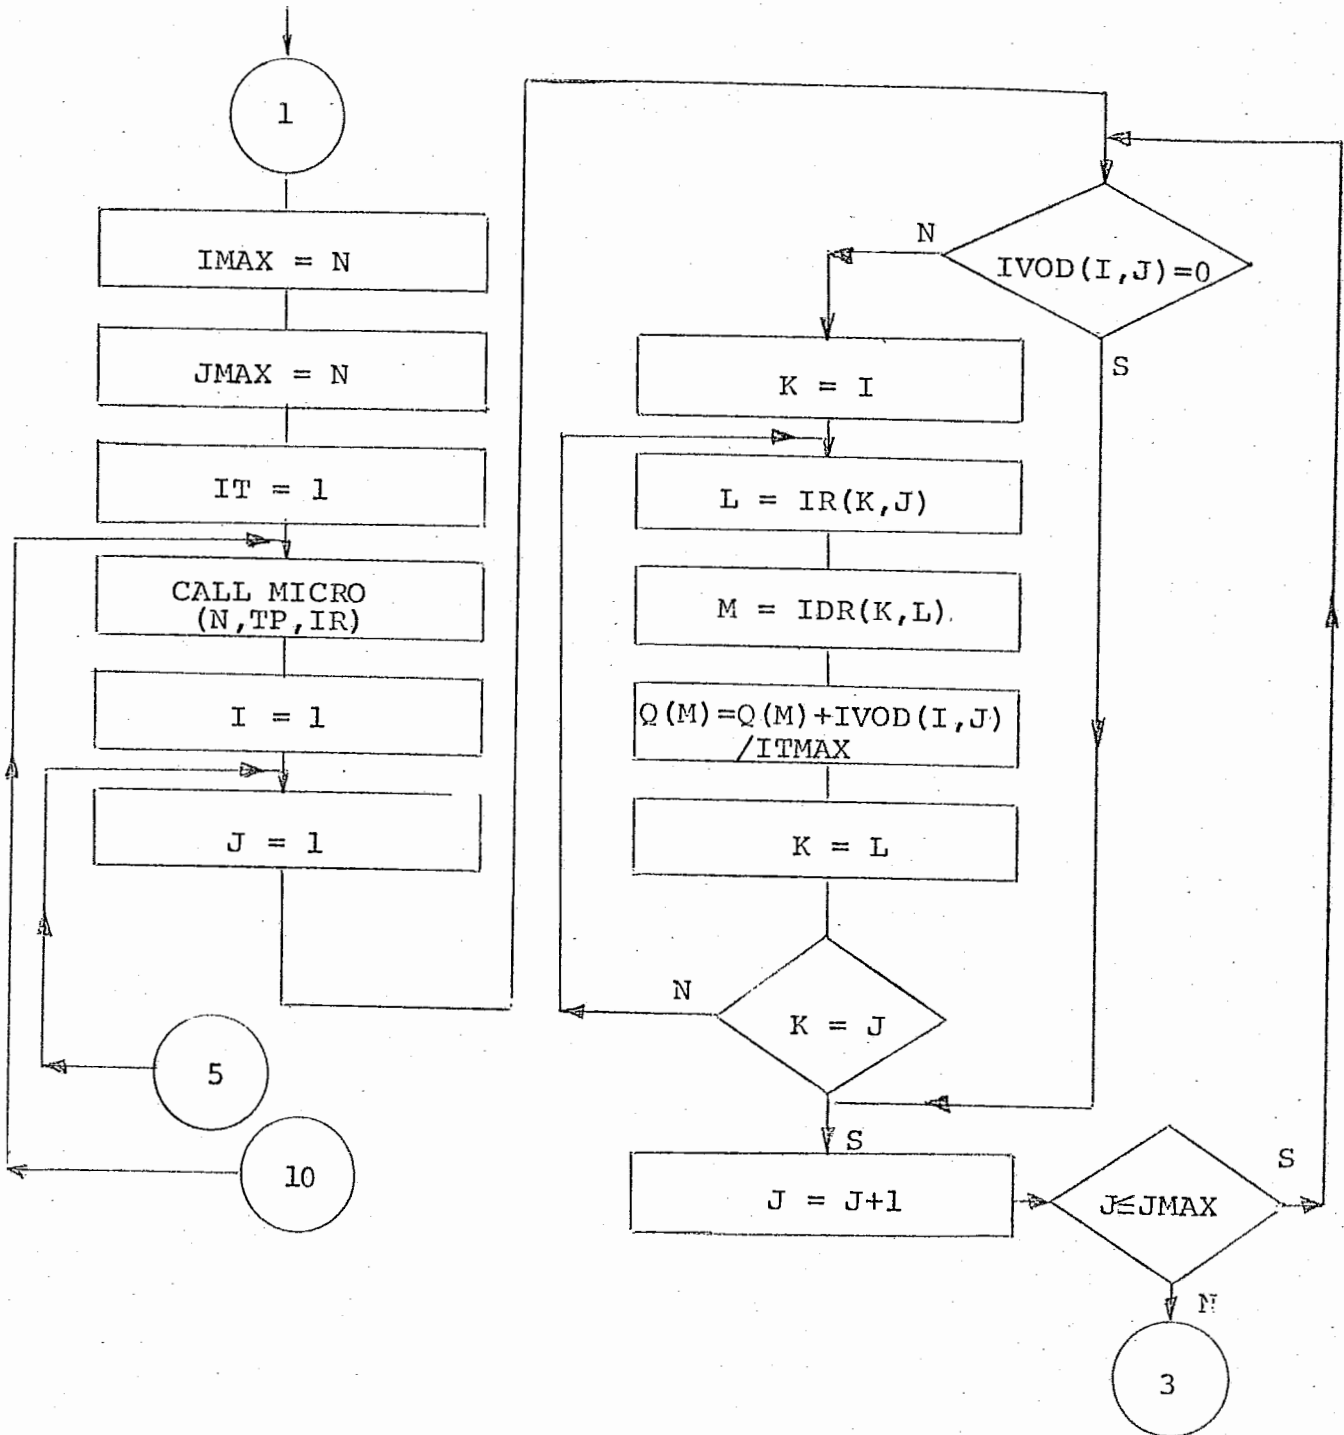 1
IMAX = N
JMAX = N
IT = 1
CALL MICRO
(N,TP,IR)
I = 1
J = 1
5
10
IVOD(I,J)=0
N
S
K = I
L = IR(K,J)
M = IDR(K,L)
Q(M)=Q(M)+IVOD(I,J)
/ITMAX
K = L
K = J
N
S
J = J+1
J≦JMAX
S
N
3